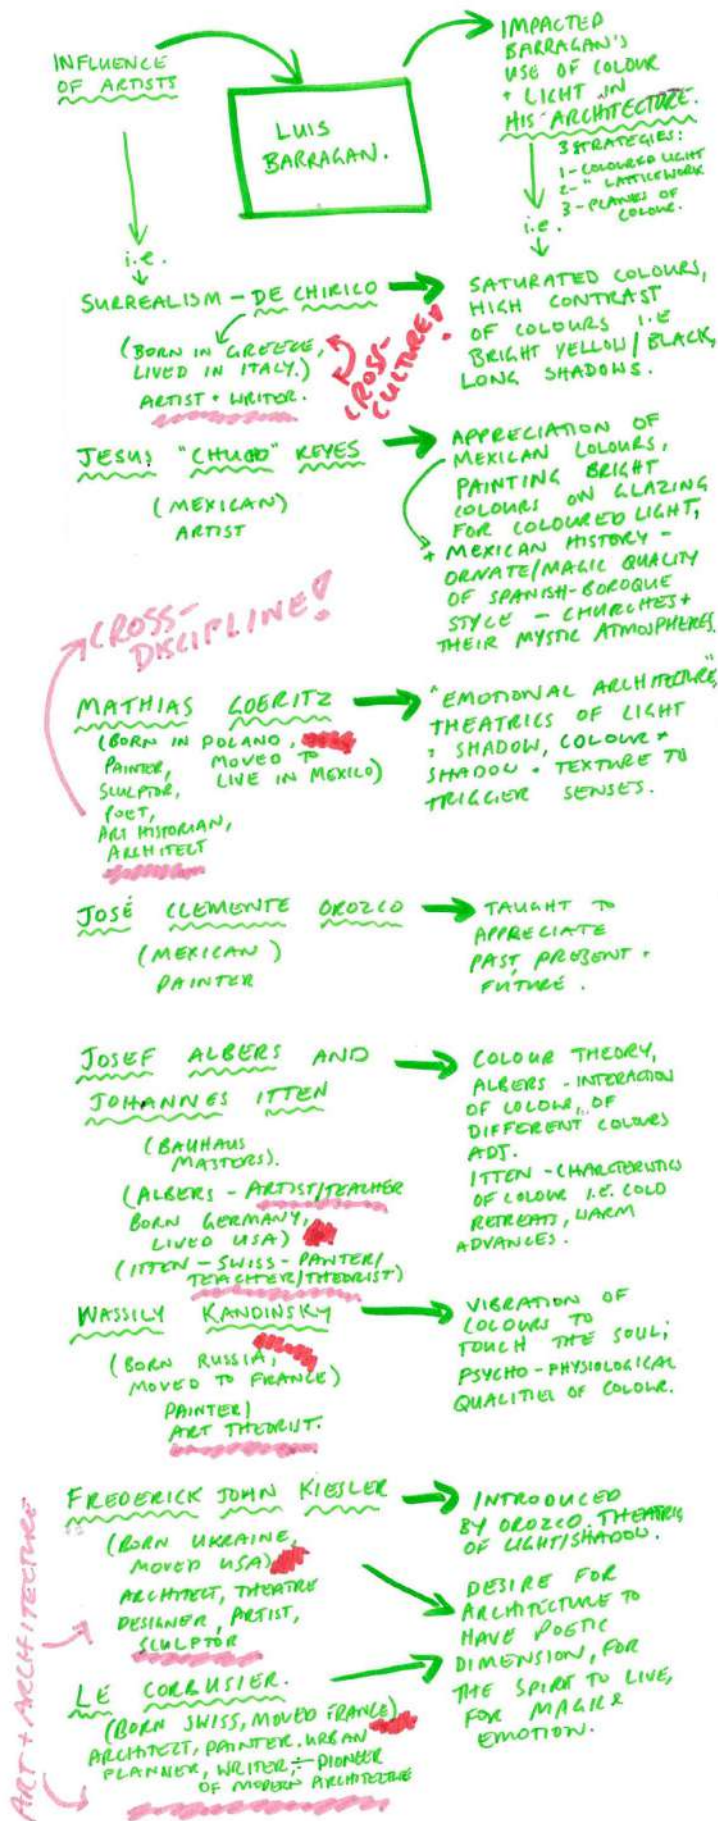 INFLUENCE
OF ARTISTS
LUIS
BARRAGAN.
IMPACTED
BARRAGAN'S
USE OF COLOUR
+ LIGHT IN
HIS ARCHITECTURE.
3 STRATEGIES:
1 - COLOURED LIGHT
2 - " LATTICEWORK
3 - PLANES OF
COLOUR.
i.e.
i.e.
SURREALISM - DE CHIRICO
(BORN IN GREECE,
LIVED IN ITALY.)
ARTIST + WRITER.
CROSS-
CULTURE!
SATURATED COLOURS,
HIGH CONTRAST
OF COLOURS I.E
BRIGHT YELLOW/BLACK,
LONG SHADOWS.
JESUS "CHUCHO" KEYES
(MEXICAN)
ARTIST
APPRECIATION OF
MEXICAN COLOURS,
PAINTING BRIGHT
COLOURS ON GLAZING
FOR COLOURED LIGHT,
+ MEXICAN HISTORY -
ORNATE/MAGIC QUALITY
OF SPANISH-BOROQUE
STYLE - CHURCHES +
THEIR MYSTIC ATMOSPHERES.
CROSS-
DISCIPLINE!
MATHIAS GOERITZ
(BORN IN POLAND,
MOVED TO
LIVE IN MEXICO)
PAINTER,
SCULPTOR,
POET,
ART HISTORIAN,
ARCHITECT
"EMOTIONAL ARCHITECTURE"
THEATRICS OF LIGHT
+ SHADOW, COLOUR +
SHADOW + TEXTURE TO
TRIGGER SENSES.
JOSÉ CLEMENTE OROZCO
(MEXICAN)
PAINTER
TAUGHT TO
APPRECIATE
PAST, PRESENT +
FUTURE.
JOSEF ALBERS AND
JOHANNES ITTEN
(BAUHAUS
MASTERS).
(ALBERS - ARTIST/TEACHER
BORN GERMANY,
LIVED USA)
(ITTEN - SWISS - PAINTER/
TEACHER/THEORIST)
COLOUR THEORY,
ALBERS - INTERACTION
OF COLOUR, OF
DIFFERENT COLOURS
ADJ.
ITTEN - CHARCTERISTICS
OF COLOUR I.E. COLD
RETREATS, WARM
ADVANCES.
WASSILY KANDINSKY
(BORN RUSSIA,
MOVED TO FRANCE)
PAINTER/
ART THEORIST.
VIBRATION OF
COLOURS TO
TOUCH THE SOUL;
PSYCHO-PHYSIOLOGICAL
QUALITIES OF COLOUR.
FREDERICK JOHN KIESLER
(BORN UKRAINE,
MOVED USA)
ARCHITECT, THEATRE
DESIGNER, ARTIST,
SCULPTOR
INTRODUCED
BY OROZCO. THEATRICS
OF LIGHT/SHADOW.
ART + ARCHITECTURE
LE CORBUSIER.
(BORN SWISS, MOVED FRANCE)
ARCHITECT, PAINTER, URBAN
PLANNER, WRITER, PIONEER
OF MODERN ARCHITECTURE
DESIRE FOR
ARCHITECTURE TO
HAVE POETIC
DIMENSION, FOR
THE SPIRIT TO LIVE,
FOR MAGIC &
EMOTION.